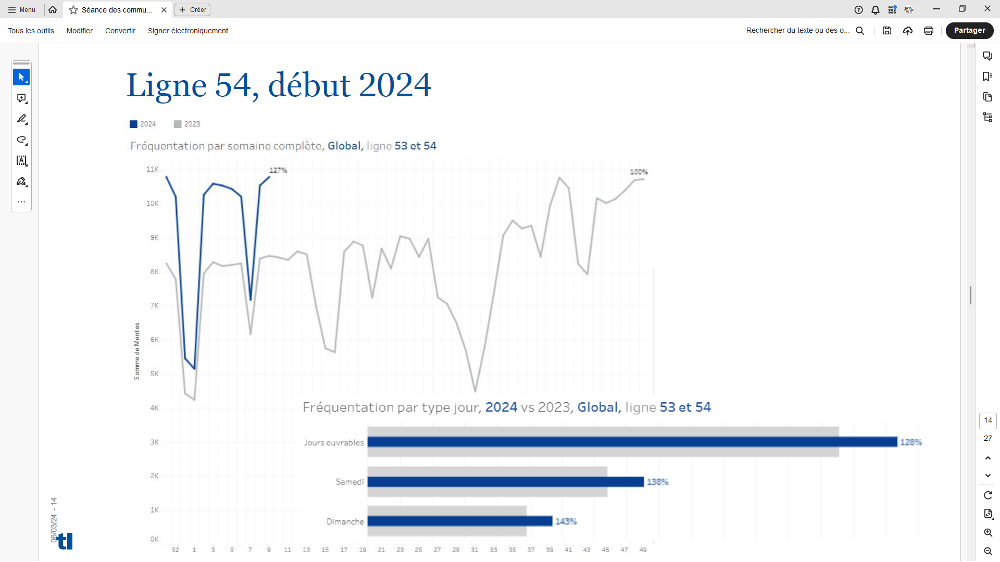 Menu
Séance des commu...
Créer
Tous les outils
Modifier
Convertir
Signer électroniquement
Rechercher du texte ou des o...
Partager
Ligne 54, début 2024
2024
2023
Fréquentation par semaine complète, Global, ligne 53 et 54
11K
10K
9K
8K
7K
6K
5K
4K
3K
2K
1K
0K
Somme de Montes
127%
100%
Fréquentation par type jour, 2024 vs 2023, Global, ligne 53 et 54
Jours ouvrables
128%
Samedi
138%
Dimanche
143%
52 1 3 5 7 9 11 13 15 17 19 21 23 25 27 29 31 33 35 37 39 41 43 45 47 49
06/03/24 - 14
tl
14
27